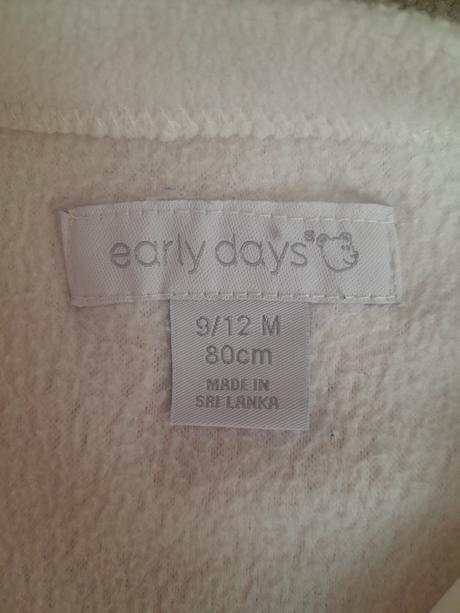 early days®
9/12 M
80cm
MADE IN
SRI LANKA